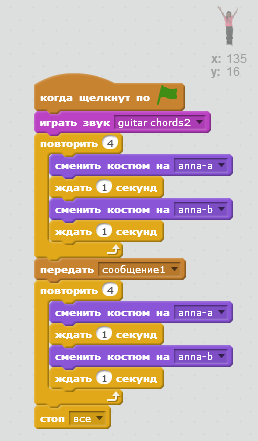 x: 135
y: 16
когда щелкнут по
играть звук guitar chords2
повторить 4
сменить костюм на anna-a
ждать 1 секунд
сменить костюм на anna-b
ждать 1 секунд
передать сообщение1
повторить 4
сменить костюм на anna-a
ждать 1 секунд
сменить костюм на anna-b
ждать 1 секунд
стоп все